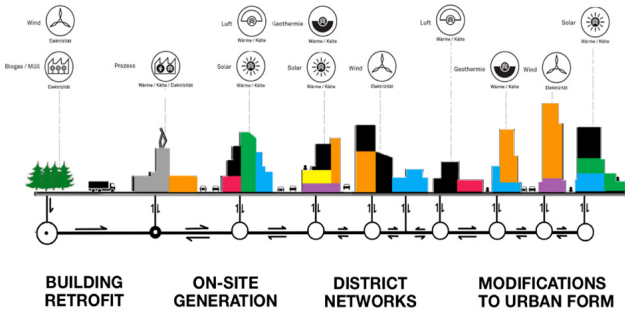 Wind
Elektrizität
Biogas / Müll
Elektrizität
Prozess
Wärme / Kälte / Elektrizität
Luft
Wärme / Kälte
Solar
Wärme / Kälte
Geothermie
Wärme / Kälte
Solar
Wärme / Kälte
Wind
Elektrizität
Luft
Wärme / Kälte
Geothermie
Wärme / Kälte
Wind
Elektrizität
Solar
Wärme / Kälte
BUILDING
RETROFIT
ON-SITE
GENERATION
DISTRICT
NETWORKS
MODIFICATIONS
TO URBAN FORM